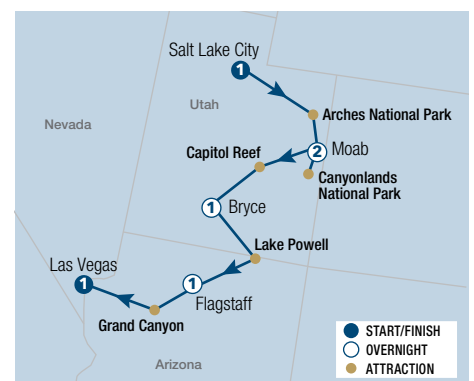 Salt Lake City
1
Utah
Arches National Park
Nevada
Capitol Reef
2
Moab
Canyonlands
National Park
1
Bryce
Lake Powell
Las Vegas
1
1
Flagstaff
Grand Canyon
Arizona
START/FINISH
OVERNIGHT
ATTRACTION